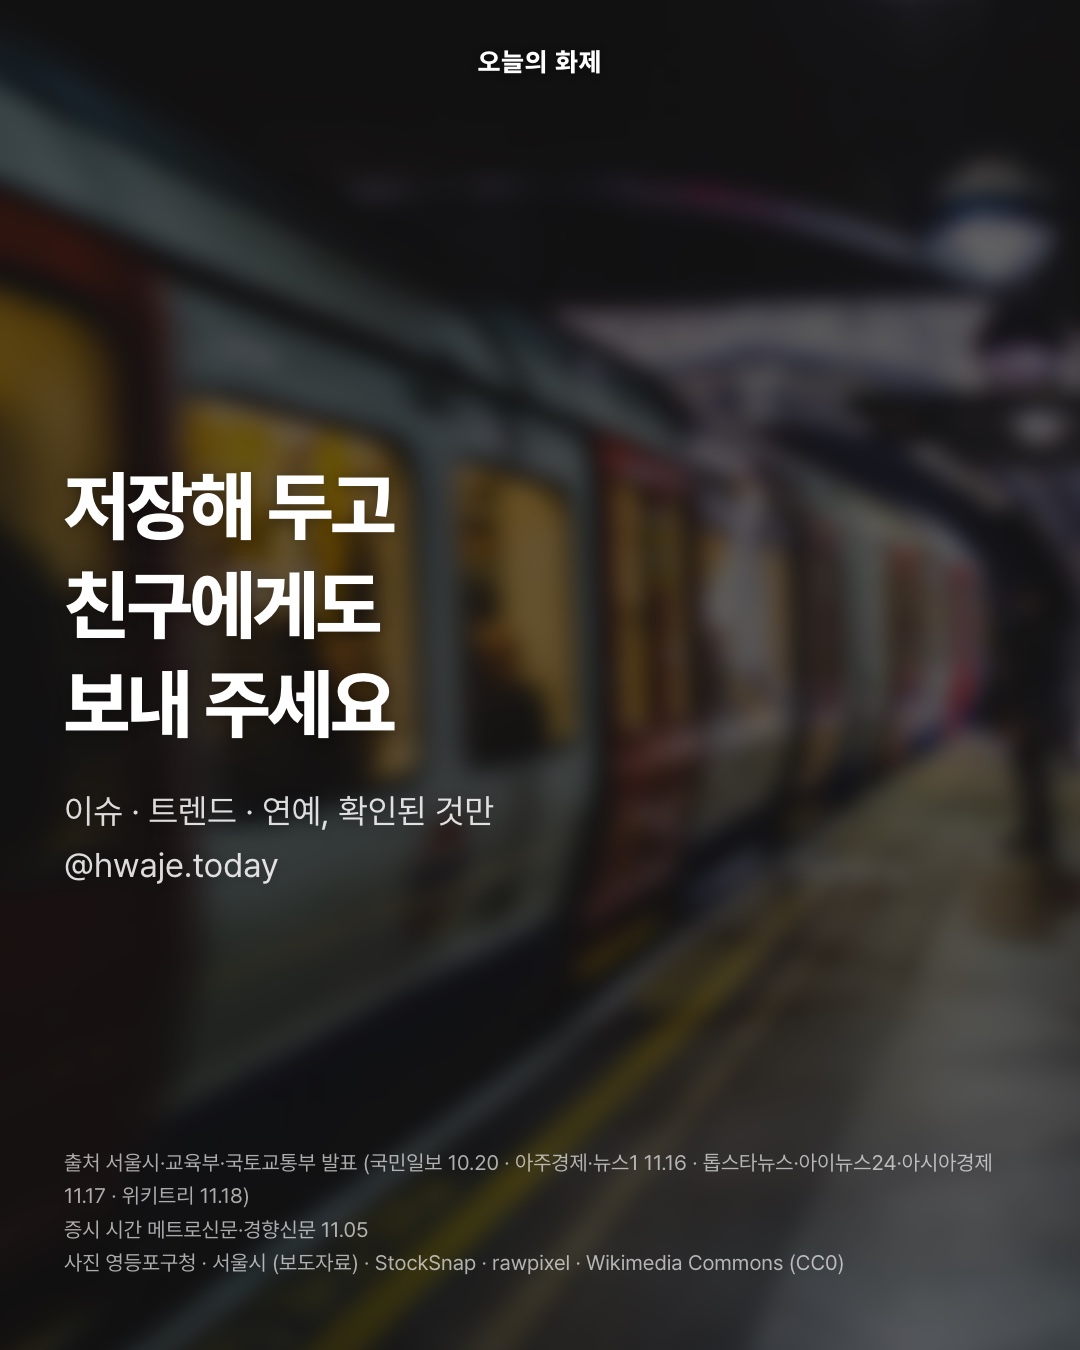 오늘의 화제
저장해 두고
친구에게도
보내 주세요
이슈 · 트렌드 · 연예, 확인된 것만
@hwaje.today
출처 서울시·교육부·국토교통부 발표 (국민일보 10.20 · 아주경제·뉴스1 11.16 · 톱스타뉴스·아이뉴스24·아시아경제
11.17 · 위키트리 11.18)
증시 시간 메트로신문·경향신문 11.05
사진 영등포구청 · 서울시 (보도자료) · StockSnap · rawpixel · Wikimedia Commons (CC0)